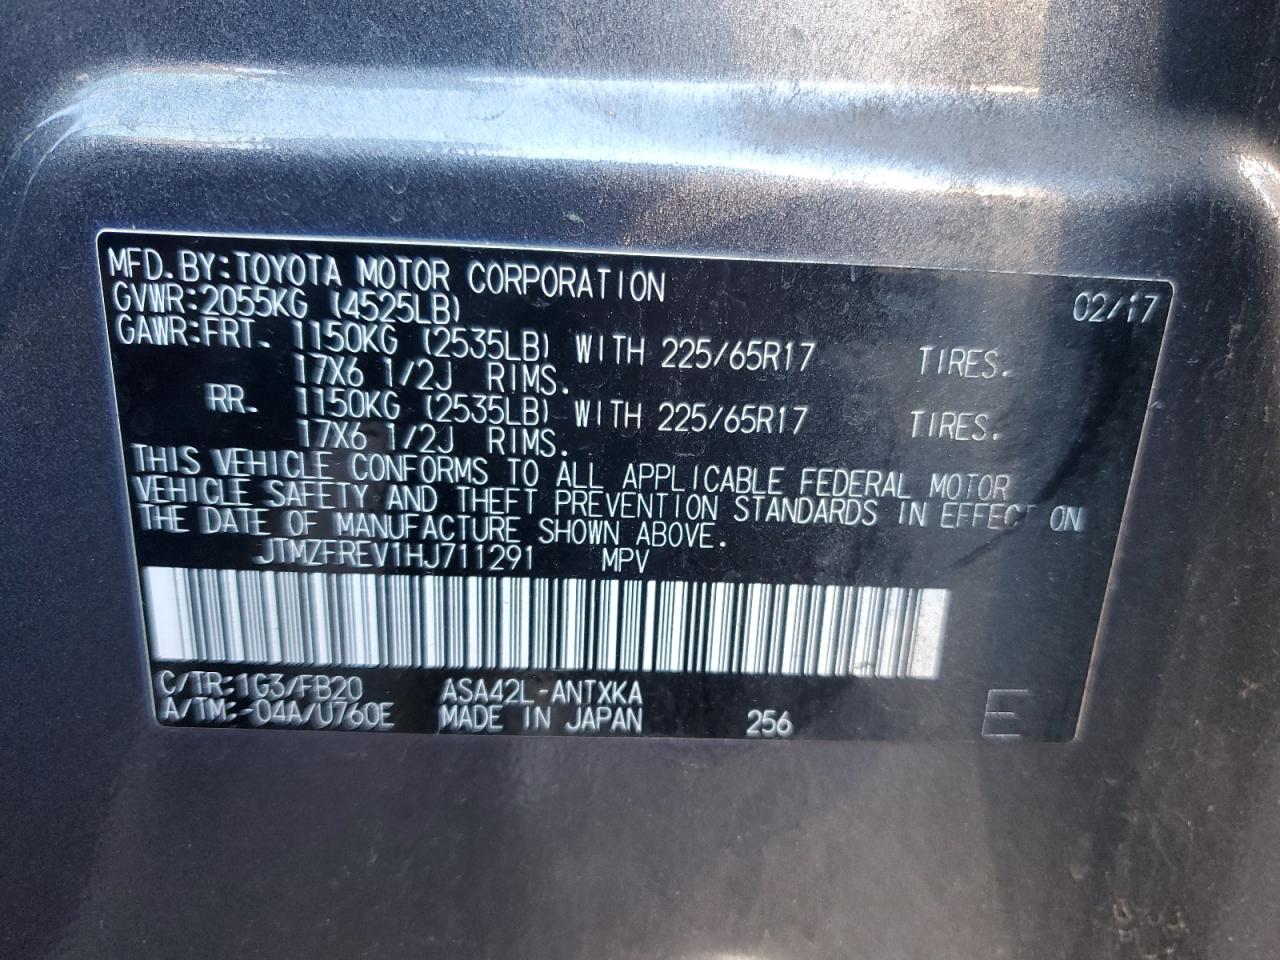 MFD.BY:TOYOTA MOTOR CORPORATION 02/17
GVWR:2055KG (4525LB)
GAWR:FRT. 1150KG (2535LB) WITH 225/65R17 TIRES.
17X6 1/2J RIMS.
RR. 1150KG (2535LB) WITH 225/65R17 TIRES.
17X6 1/2J RIMS.
THIS VEHICLE CONFORMS TO ALL APPLICABLE FEDERAL MOTOR
VEHICLE SAFETY AND THEFT PREVENTION STANDARDS IN EFFECT ON
THE DATE OF MANUFACTURE SHOWN ABOVE.
JTMZFREV1HJ711291 MPV
C/TR:1G3/FB20 ASA42L-ANTXKA
A/TM:-04A/U760E MADE IN JAPAN 256 E